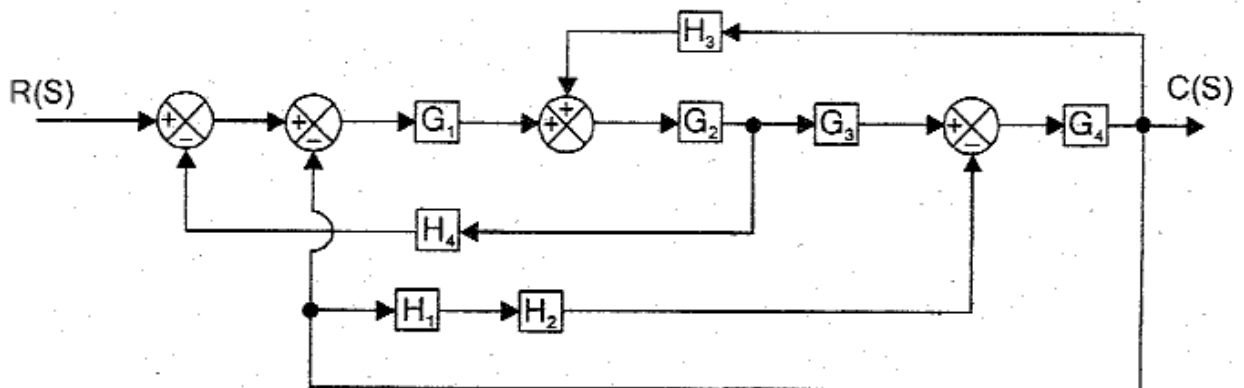 H₃
R(S) C(S)
+ − + − G₁ + + G₂ G₃ + − G₄
H₄
H₁ H₂